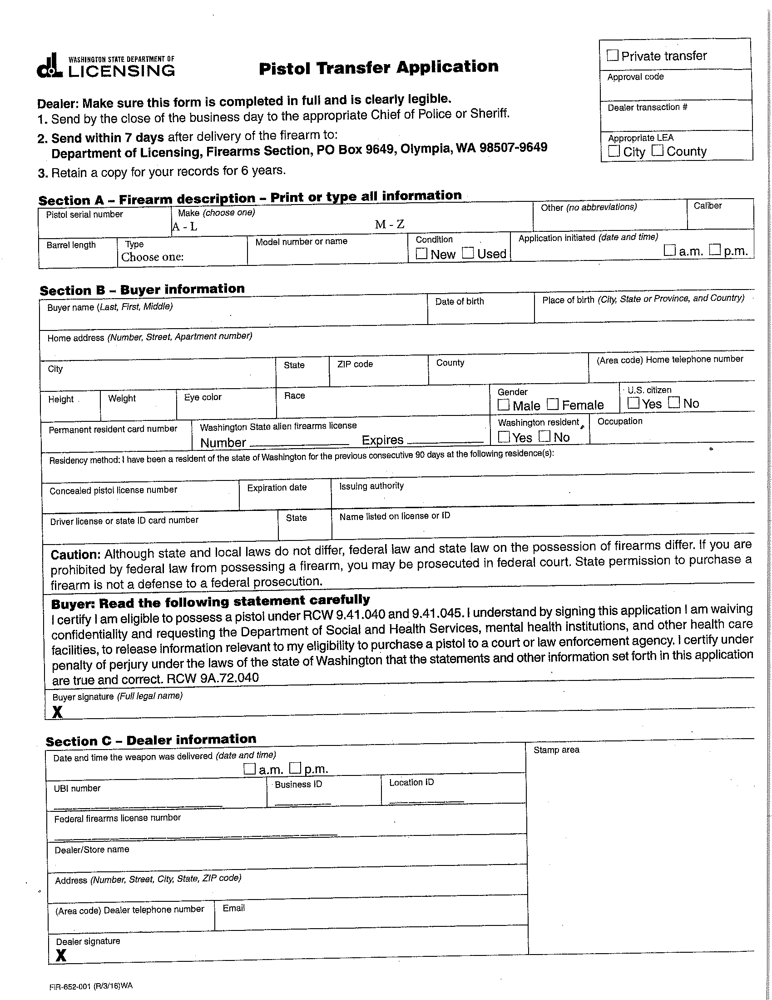 WASHINGTON STATE DEPARTMENT OF
dol LICENSING
Pistol Transfer Application
☐ Private transfer
Approval code
Dealer transaction #
Appropriate LEA
☐ City ☐ County
Dealer: Make sure this form is completed in full and is clearly legible.
1. Send by the close of the business day to the appropriate Chief of Police or Sheriff.
2. Send within 7 days after delivery of the firearm to:
Department of Licensing, Firearms Section, PO Box 9649, Olympia, WA 98507-9649
3. Retain a copy for your records for 6 years.
Section A – Firearm description – Print or type all information
Pistol serial number
Make (choose one)
A - L
M - Z
Other (no abbreviations)
Caliber
Barrel length
Type
Choose one:
Model number or name
Condition
☐ New ☐ Used
Application initiated (date and time)
☐ a.m. ☐ p.m.
Section B – Buyer information
Buyer name (Last, First, Middle)
Date of birth
Place of birth (City, State or Province, and Country)
Home address (Number, Street, Apartment number)
City
State
ZIP code
County
(Area code) Home telephone number
Height
Weight
Eye color
Race
Gender
☐ Male ☐ Female
U.S. citizen
☐ Yes ☐ No
Permanent resident card number
Washington State alien firearms license
Number Expires
Washington resident
☐ Yes ☐ No
Occupation
Residency method: I have been a resident of the state of Washington for the previous consecutive 90 days at the following residence(s):
Concealed pistol license number
Expiration date
Issuing authority
Driver license or state ID card number
State
Name listed on license or ID
Caution: Although state and local laws do not differ, federal law and state law on the possession of firearms differ. If you are
prohibited by federal law from possessing a firearm, you may be prosecuted in federal court. State permission to purchase a
firearm is not a defense to a federal prosecution.
Buyer: Read the following statement carefully
I certify I am eligible to possess a pistol under RCW 9.41.040 and 9.41.045. I understand by signing this application I am waiving
confidentiality and requesting the Department of Social and Health Services, mental health institutions, and other health care
facilities, to release information relevant to my eligibility to purchase a pistol to a court or law enforcement agency. I certify under
penalty of perjury under the laws of the state of Washington that the statements and other information set forth in this application
are true and correct. RCW 9A.72.040
Buyer signature (Full legal name)
X
Section C – Dealer information
Date and time the weapon was delivered (date and time)
☐ a.m. ☐ p.m.
Stamp area
UBI number
Business ID
Location ID
Federal firearms license number
Dealer/Store name
Address (Number, Street, City, State, ZIP code)
(Area code) Dealer telephone number
Email
Dealer signature
X
FIR-652-001 (R/3/16)WA